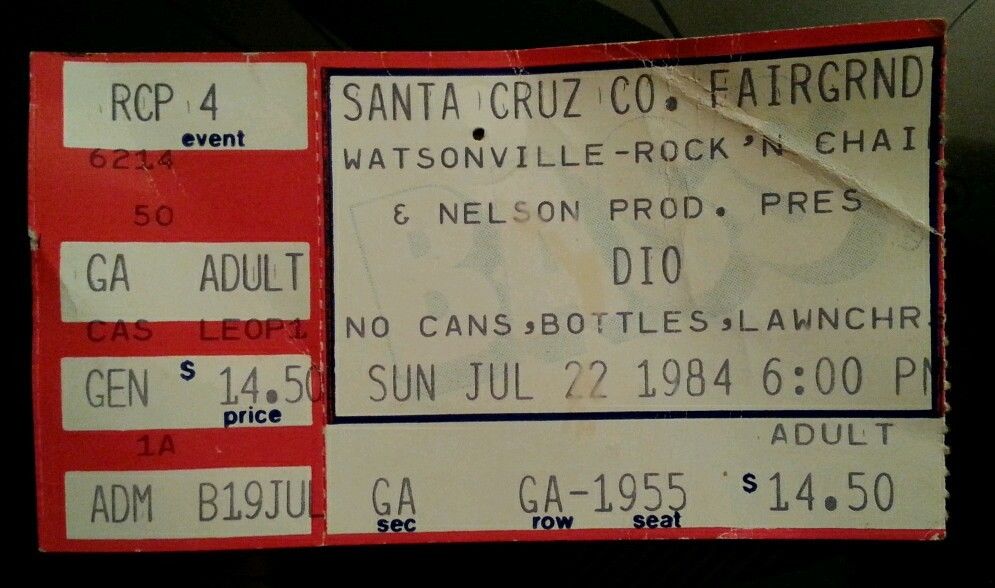 RCP 4
event
6214
50
GA ADULT
CAS LEOP1
GEN $ 14.50
price
1A
ADM B19JUL
SANTA CRUZ CO. FAIRGRND
WATSONVILLE-ROCK 'N CHAI
& NELSON PROD. PRES
DIO
NO CANS,BOTTLES,LAWNCHR
SUN JUL 22 1984 6:00 PM
ADULT
GA GA-1955 $14.50
sec row seat